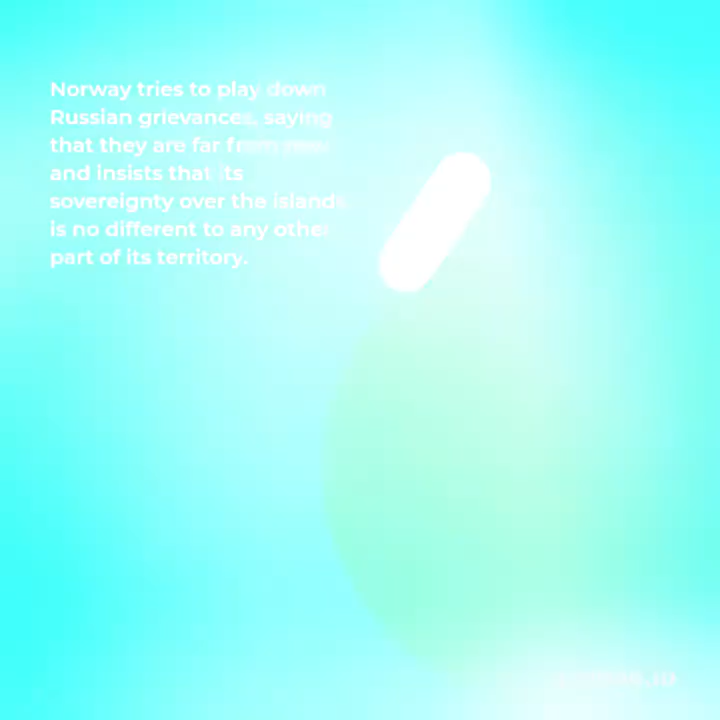 Norway tries to play down
Russian grievances, saying
that they are far from new
and insists that its
sovereignty over the islands
is no different to any other
part of its territory.